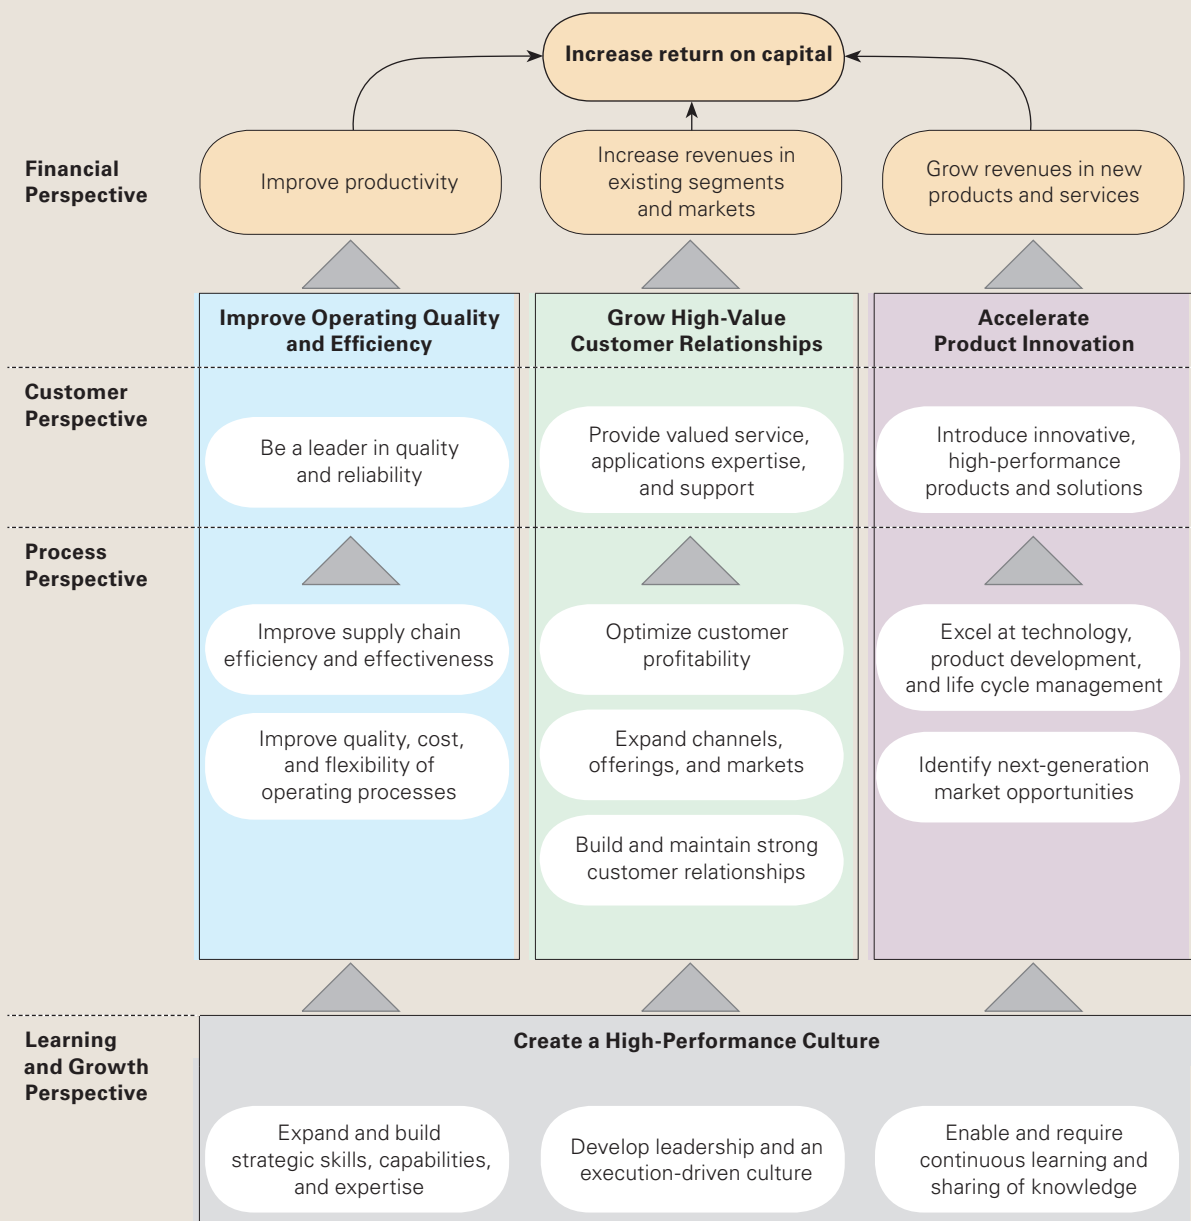 Increase return on capital
Financial
Perspective
Improve productivity
Increase revenues in
existing segments
and markets
Grow revenues in new
products and services
Improve Operating Quality
and Efficiency
Grow High-Value
Customer Relationships
Accelerate
Product Innovation
Customer
Perspective
Be a leader in quality
and reliability
Provide valued service,
applications expertise,
and support
Introduce innovative,
high-performance
products and solutions
Process
Perspective
Improve supply chain
efficiency and effectiveness
Optimize customer
profitability
Excel at technology,
product development,
and life cycle management
Improve quality, cost,
and flexibility of
operating processes
Expand channels,
offerings, and markets
Identify next-generation
market opportunities
Build and maintain strong
customer relationships
Learning
and Growth
Perspective
Create a High-Performance Culture
Expand and build
strategic skills, capabilities,
and expertise
Develop leadership and an
execution-driven culture
Enable and require
continuous learning and
sharing of knowledge